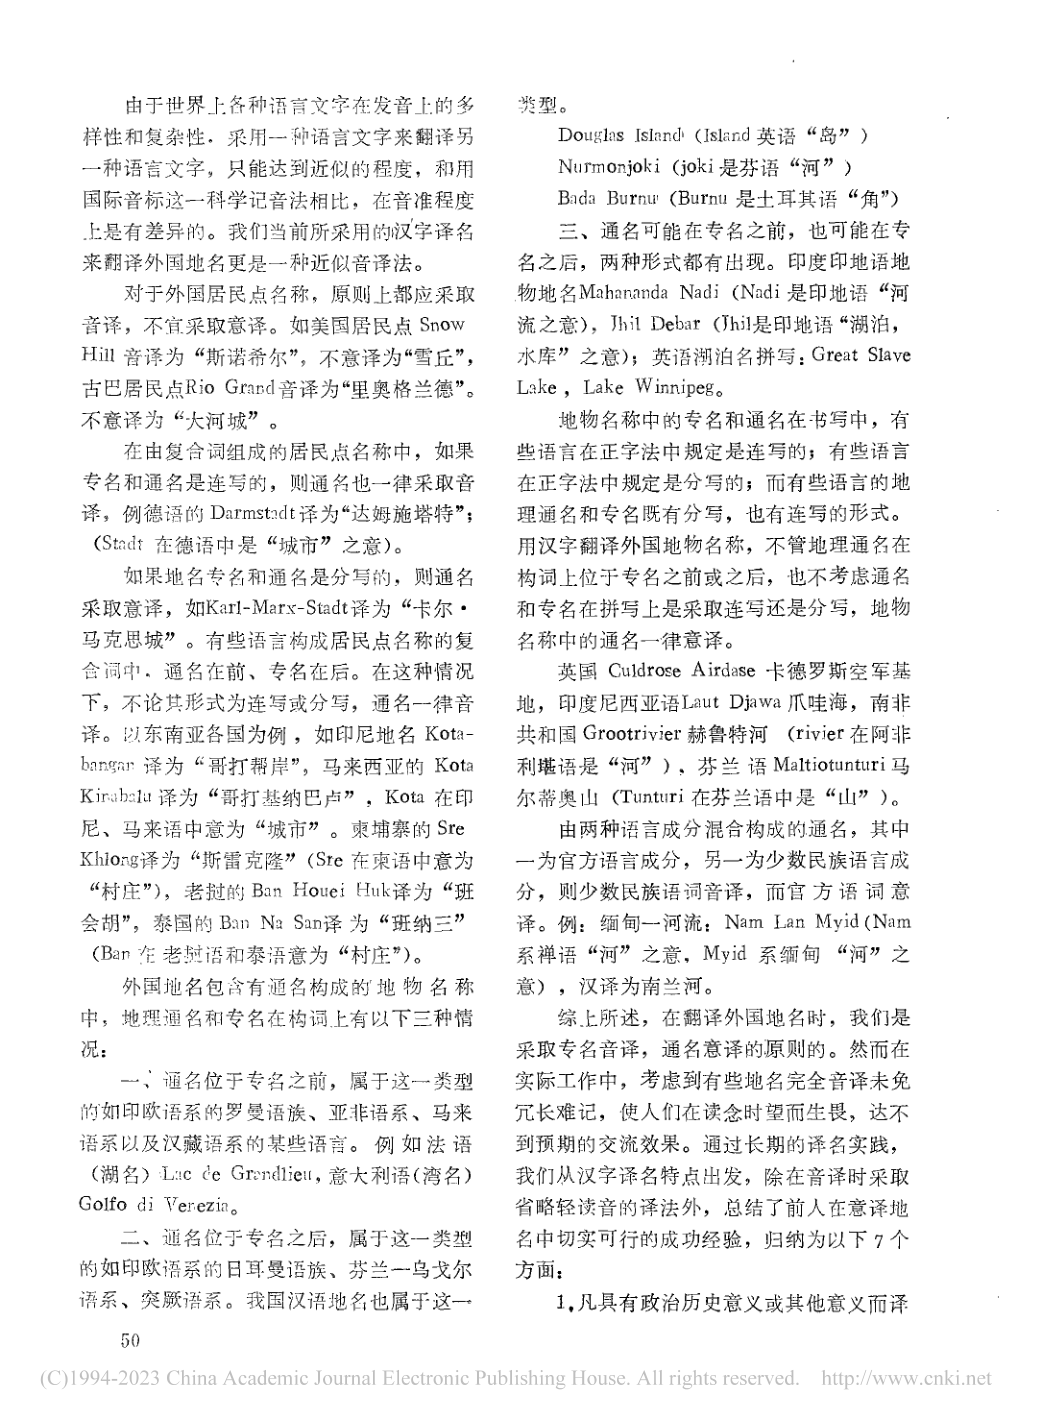 由于世界上各种语言文字在发音上的多
样性和复杂性．采用一种语言文字来翻译另
一种语言文字，只能达到近似的程度，和用
国际音标这一科学记音法相比，在音准程度
上是有差异的。我们当前所采用的汉字译名
来翻译外国地名更是一种近似音译法。
对于外国居民点名称，原则上都应采取
音译，不宜采取意译。如美国居民点 Snow
Hill 音译为“斯诺希尔”，不意译为“雪丘”，
古巴居民点Rio Grand音译为“里奥格兰德”。
不意译为“大河城”。
在由复合词组成的居民点名称中，如果
专名和通名是连写的，则通名也一律采取音
译，例德语的 Darmstadt译为“达姆施塔特”；
（Stadt 在德语中是“城市”之意）。
如果地名专名和通名是分写的，则通名
采取意译，如Karl-Marx-Stadt译为“卡尔·
马克思城”。有些语言构成居民点名称的复
合词中．通名在前、专名在后。在这种情况
下，不论其形式为连写或分写，通名一律音
译。以东南亚各国为例，如印尼地名 Kota-
bangan 译为“哥打帮岸”，马来西亚的 Kota
Kinabalu 译为“哥打基纳巴卢”，Kota 在印
尼、马来语中意为“城市”。柬埔寨的 Sre
Khlong译为“斯雷克隆”（Sre 在柬语中意为
“村庄”），老挝的 Ban Houei Huk译为“班
会胡”，泰国的 Ban Na San译 为“班纳三”
（Ban 在 老挝语和泰语意为“村庄”）。
外国地名包含有通名构成的 地 物 名 称
中，地理通名和专名在构词上有以下三种情
况：
一、通名位于专名之前，属于这一类型
的如印欧语系的罗曼语族、亚非语系、马来
语系以及汉藏语系的某些语言。 例 如 法 语
（湖名） Lac de Grandlieu，意大利语（湾名）
Golfo di Venezia。
二、通名位于专名之后，属于这一类型
的如印欧语系的日耳曼语族、芬兰—乌戈尔
语系、突厥语系。我国汉语地名也属于这一
50
类型。
Douglas Island （Island 英语“岛”）
Nurmonjoki （joki 是芬语“河”）
Bada Burnu （Burnu 是土耳其语“角”）
三、通名可能在专名之前，也可能在专
名之后，两种形式都有出现。印度印地语地
物地名Mahananda Nadi （Nadi 是印地语“河
流之意），Jhil Debar （Jhil是印地语“湖泊，
水库”之意）；英语湖泊名拼写：Great Slave
Lake ，Lake Winnipeg。
地物名称中的专名和通名在书写中，有
些语言在正字法中规定是连写的；有些语言
在正字法中规定是分写的；而有些语言的地
理通名和专名既有分写，也有连写的形式。
用汉字翻译外国地物名称，不管地理通名在
构词上位于专名之前或之后，也不考虑通名
和专名在拼写上是采取连写还是分写，地物
名称中的通名一律意译。
英国 Culdrose Airdase 卡德罗斯空军基
地，印度尼西亚语Laut Djawa 爪哇海，南非
共和国 Grootrivier 赫鲁特河 （rivier 在阿非
利堪语是“河”），芬 兰 语 Maltiotunturi 马
尔蒂奥山 （Tunturi 在芬兰语中是“山”）。
由两种语言成分混合构成的通名，其中
一为官方语言成分，另一为少数民族语言成
分，则少数民族语词音译，而官 方 语 词 意
译。例：缅甸一河流：Nam Lan Myid （Nam
系禅语“河”之意，Myid 系缅甸 “河”之
意），汉译为南兰河。
综上所述，在翻译外国地名时，我们是
采取专名音译，通名意译的原则的。然而在
实际工作中，考虑到有些地名完全音译未免
冗长难记，使人们在读念时望而生畏，达不
到预期的交流效果。通过长期的译名实践，
我们从汉字译名特点出发，除在音译时采取
省略轻读音的译法外，总结了前人在意译地
名中切实可行的成功经验，归纳为以下 7 个
方面：
1．凡具有政治历史意义或其他意义而译
(C)1994-2023 China Academic Journal Electronic Publishing House. All rights reserved. http://www.cnki.net